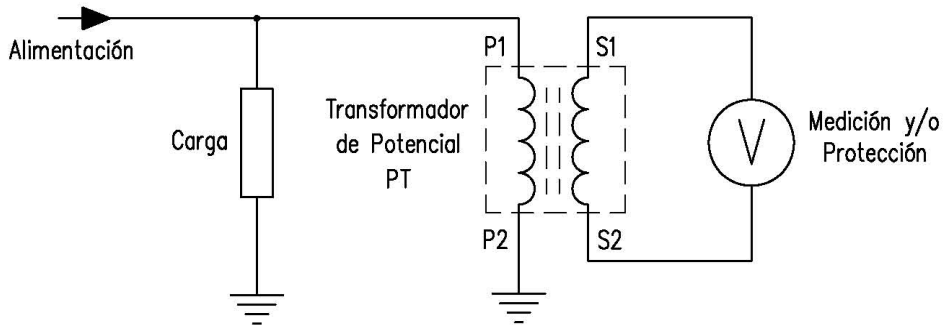 Alimentación
Carga
Transformador
de Potencial
PT
P1
P2
S1
S2
V
Medición y/o
Protección